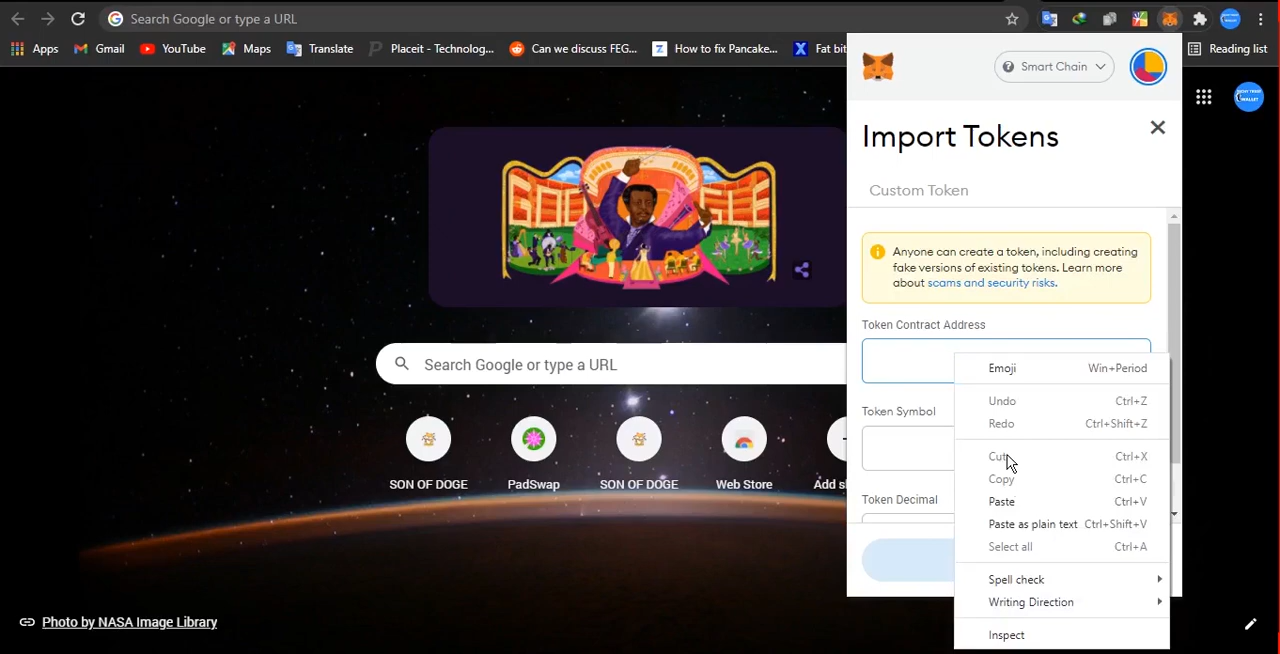 Search Google or type a URL
Apps
Gmail
YouTube
Maps
Translate
Placeit - Technolog...
Can we discuss FEG...
How to fix Pancake...
Fat bit
Reading list
Smart Chain
Import Tokens
Custom Token
Anyone can create a token, including creating
fake versions of existing tokens. Learn more
about scams and security risks.
Token Contract Address
Token Symbol
Token Decimal
Emoji Win+Period
Undo Ctrl+Z
Redo Ctrl+Shift+Z
Cut Ctrl+X
Copy Ctrl+C
Paste Ctrl+V
Paste as plain text Ctrl+Shift+V
Select all Ctrl+A
Spell check
Writing Direction
Inspect
Search Google or type a URL
SON OF DOGE
PadSwap
SON OF DOGE
Web Store
Add s
Photo by NASA Image Library